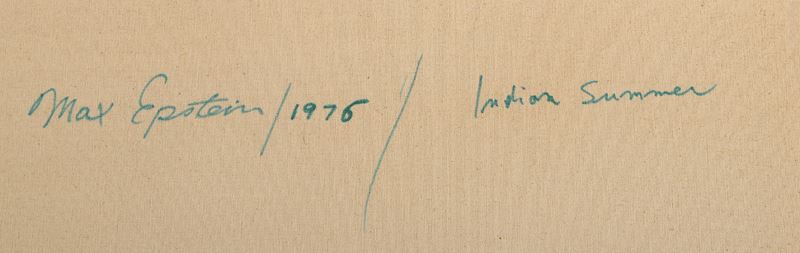 Max Epstein / 1976 / Indian Summer